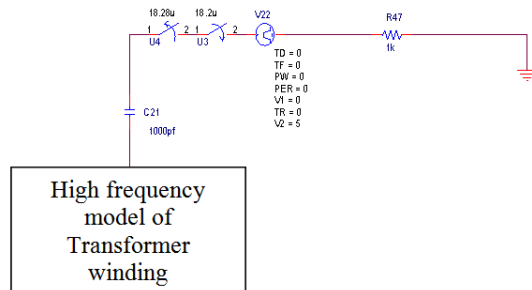 18.28u 18.2u V22 R47
1 2 1 2
U4 U3 1k
TD = 0
TF = 0
PW = 0
PER = 0
V1 = 0
TR = 0
V2 = 5
C21
1000pf
High frequency
model of
Transformer
winding